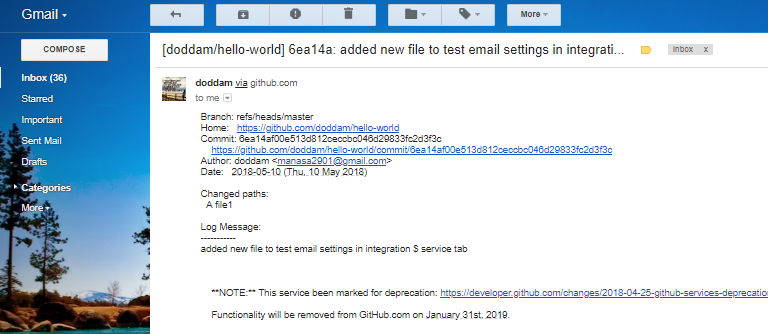 Gmail
More
COMPOSE
[doddam/hello-world] 6ea14a: added new file to test email settings in integrati...
Inbox x
Inbox (36)
Starred
Important
Sent Mail
Drafts
Categories
More
doddam via github.com
to me
Branch: refs/heads/master
Home: https://github.com/doddam/hello-world
Commit: 6ea14af00e513d812ceccbc046d29833fc2d3f3c
https://github.com/doddam/hello-world/commit/6ea14af00e513d812ceccbc046d29833fc2d3f3c
Author: doddam <manasa2901@gmail.com>
Date: 2018-05-10 (Thu, 10 May 2018)
Changed paths:
A file1
Log Message:
-----------
added new file to test email settings in integration $ service tab
**NOTE:** This service been marked for deprecation: https://developer.github.com/changes/2018-04-25-github-services-deprecatio
Functionality will be removed from GitHub.com on January 31st, 2019.